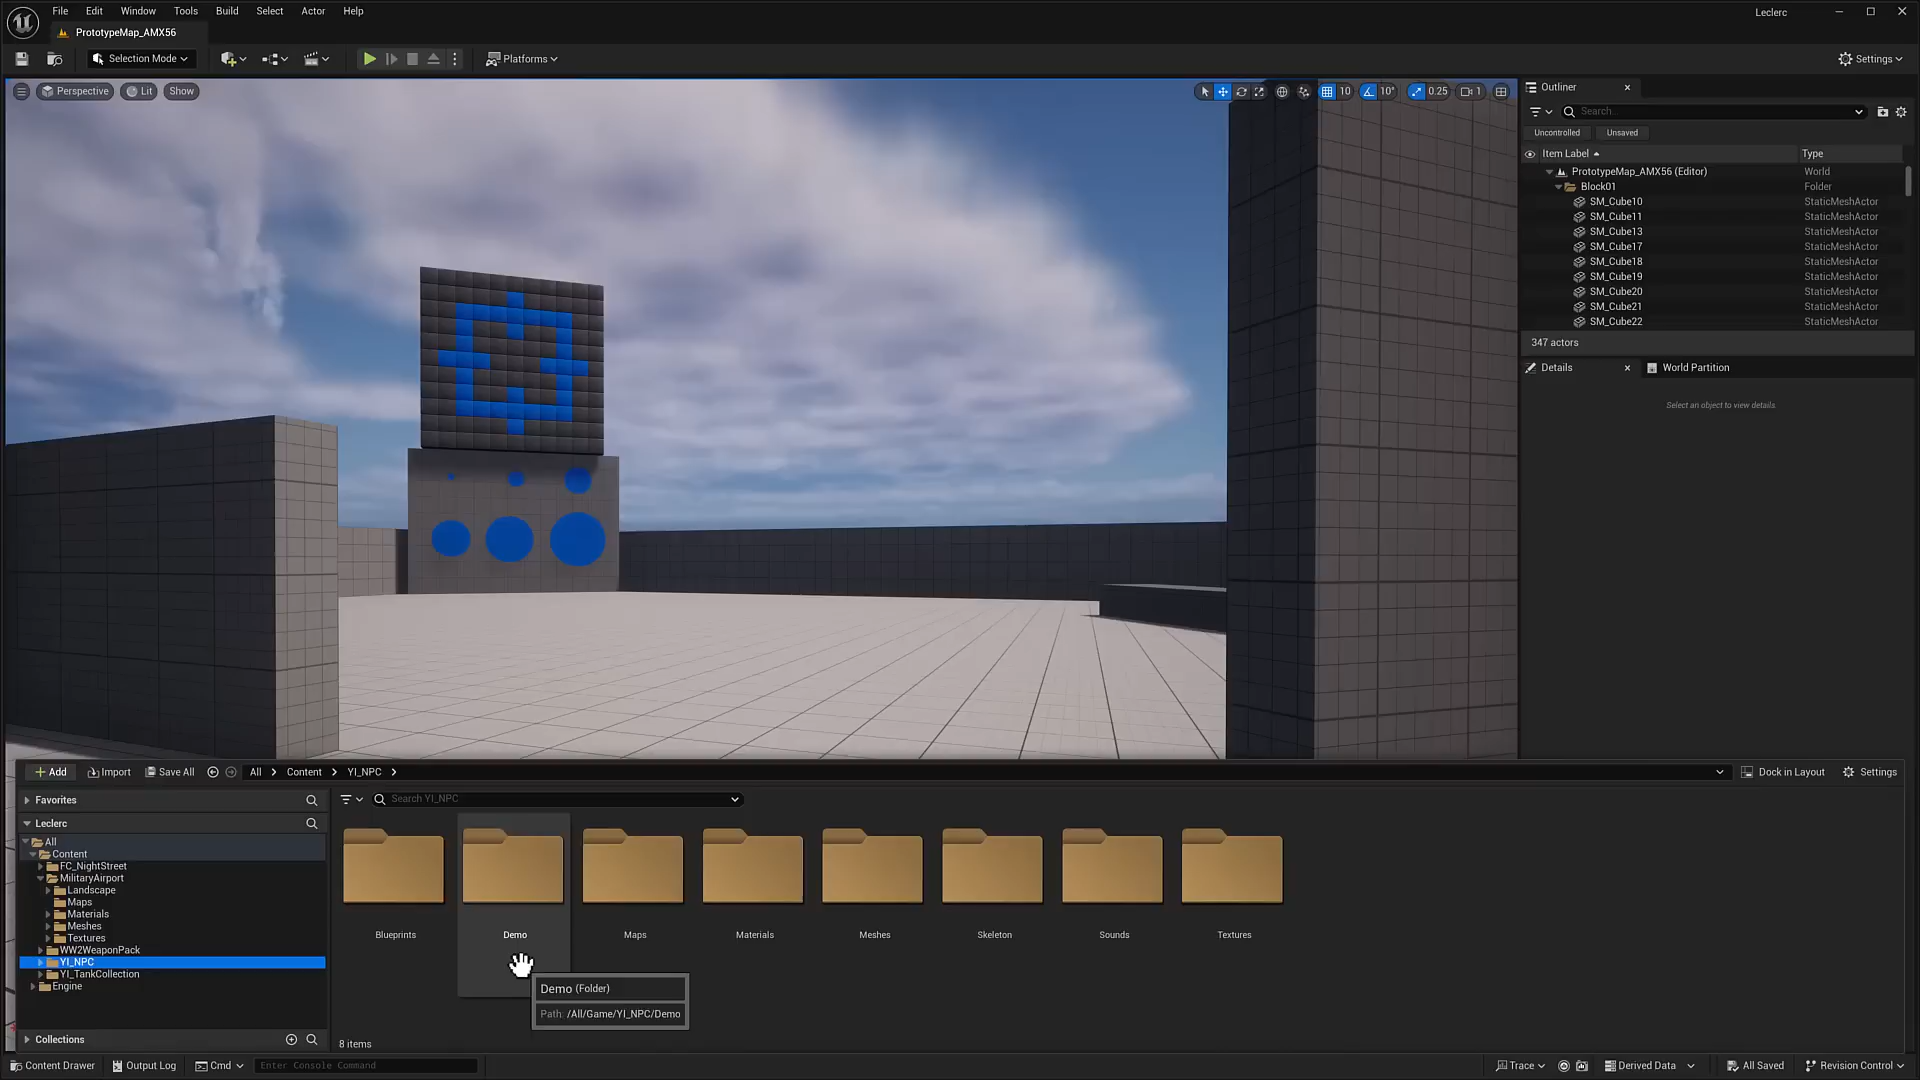 File Edit Window Tools Build Select Actor Help
Leclerc
PrototypeMap_AMX56
Selection Mode
Platforms
Settings
Perspective Lit Show
10 10° 0.25 1
Outliner
Search...
Uncontrolled Unsaved
Item Label Type
PrototypeMap_AMX56 (Editor) World
Block01 Folder
SM_Cube10 StaticMeshActor
SM_Cube11 StaticMeshActor
SM_Cube13 StaticMeshActor
SM_Cube17 StaticMeshActor
SM_Cube18 StaticMeshActor
SM_Cube19 StaticMeshActor
SM_Cube20 StaticMeshActor
SM_Cube21 StaticMeshActor
SM_Cube22 StaticMeshActor
347 actors
Details World Partition
Select an object to view details.
Add Import Save All All Content YI_NPC
Dock in Layout Settings
Favorites
Search YI_NPC
Leclerc
All
Content
FC_NightStreet
MilitaryAirport
Landscape
Maps
Materials
Meshes
Textures
WW2WeaponPack
YI_NPC
YI_TankCollection
Engine
Blueprints Demo Maps Materials Meshes Skeleton Sounds Textures
Demo (Folder)
Path: /All/Game/YI_NPC/Demo
Collections
8 items
Content Drawer Output Log Cmd Enter Console Command
Trace Derived Data All Saved Revision Control